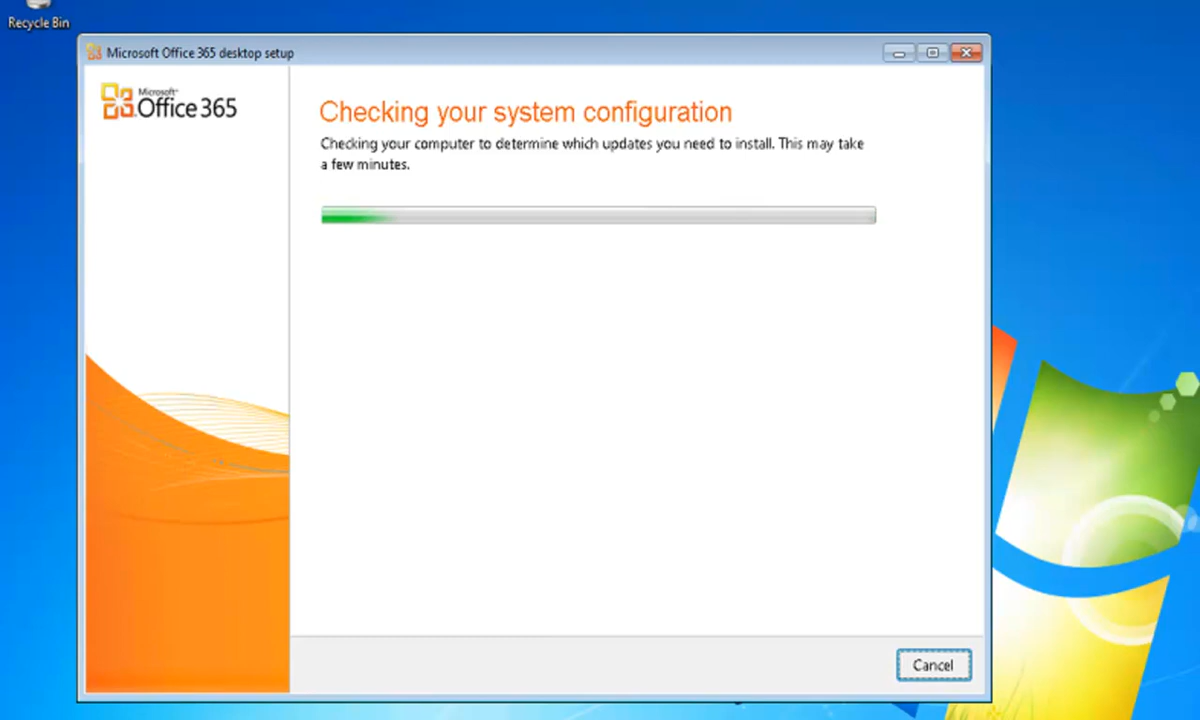 Recycle Bin
Microsoft Office 365 desktop setup
Microsoft
Office 365
Checking your system configuration
Checking your computer to determine which updates you need to install. This may take
a few minutes.
Cancel